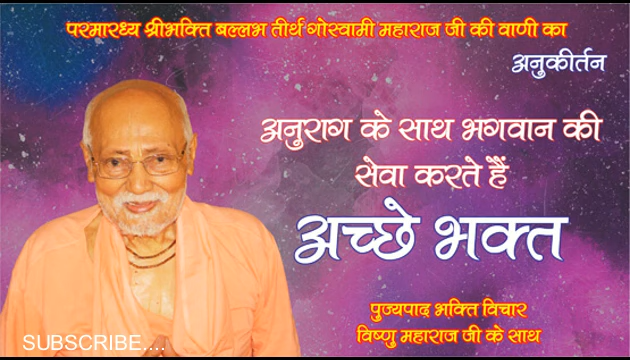 परमाराध्य श्रीभक्ति बल्लभ तीर्थ गोस्वामी महाराज जी की वाणी का
अनुकीर्तन
अनुराग के साथ भगवान की
सेवा करते हैं
अच्छे भक्त
पुज्यपाद भक्ति विचार
विष्णु महाराज जी के साथ
SUBSCRIBE....